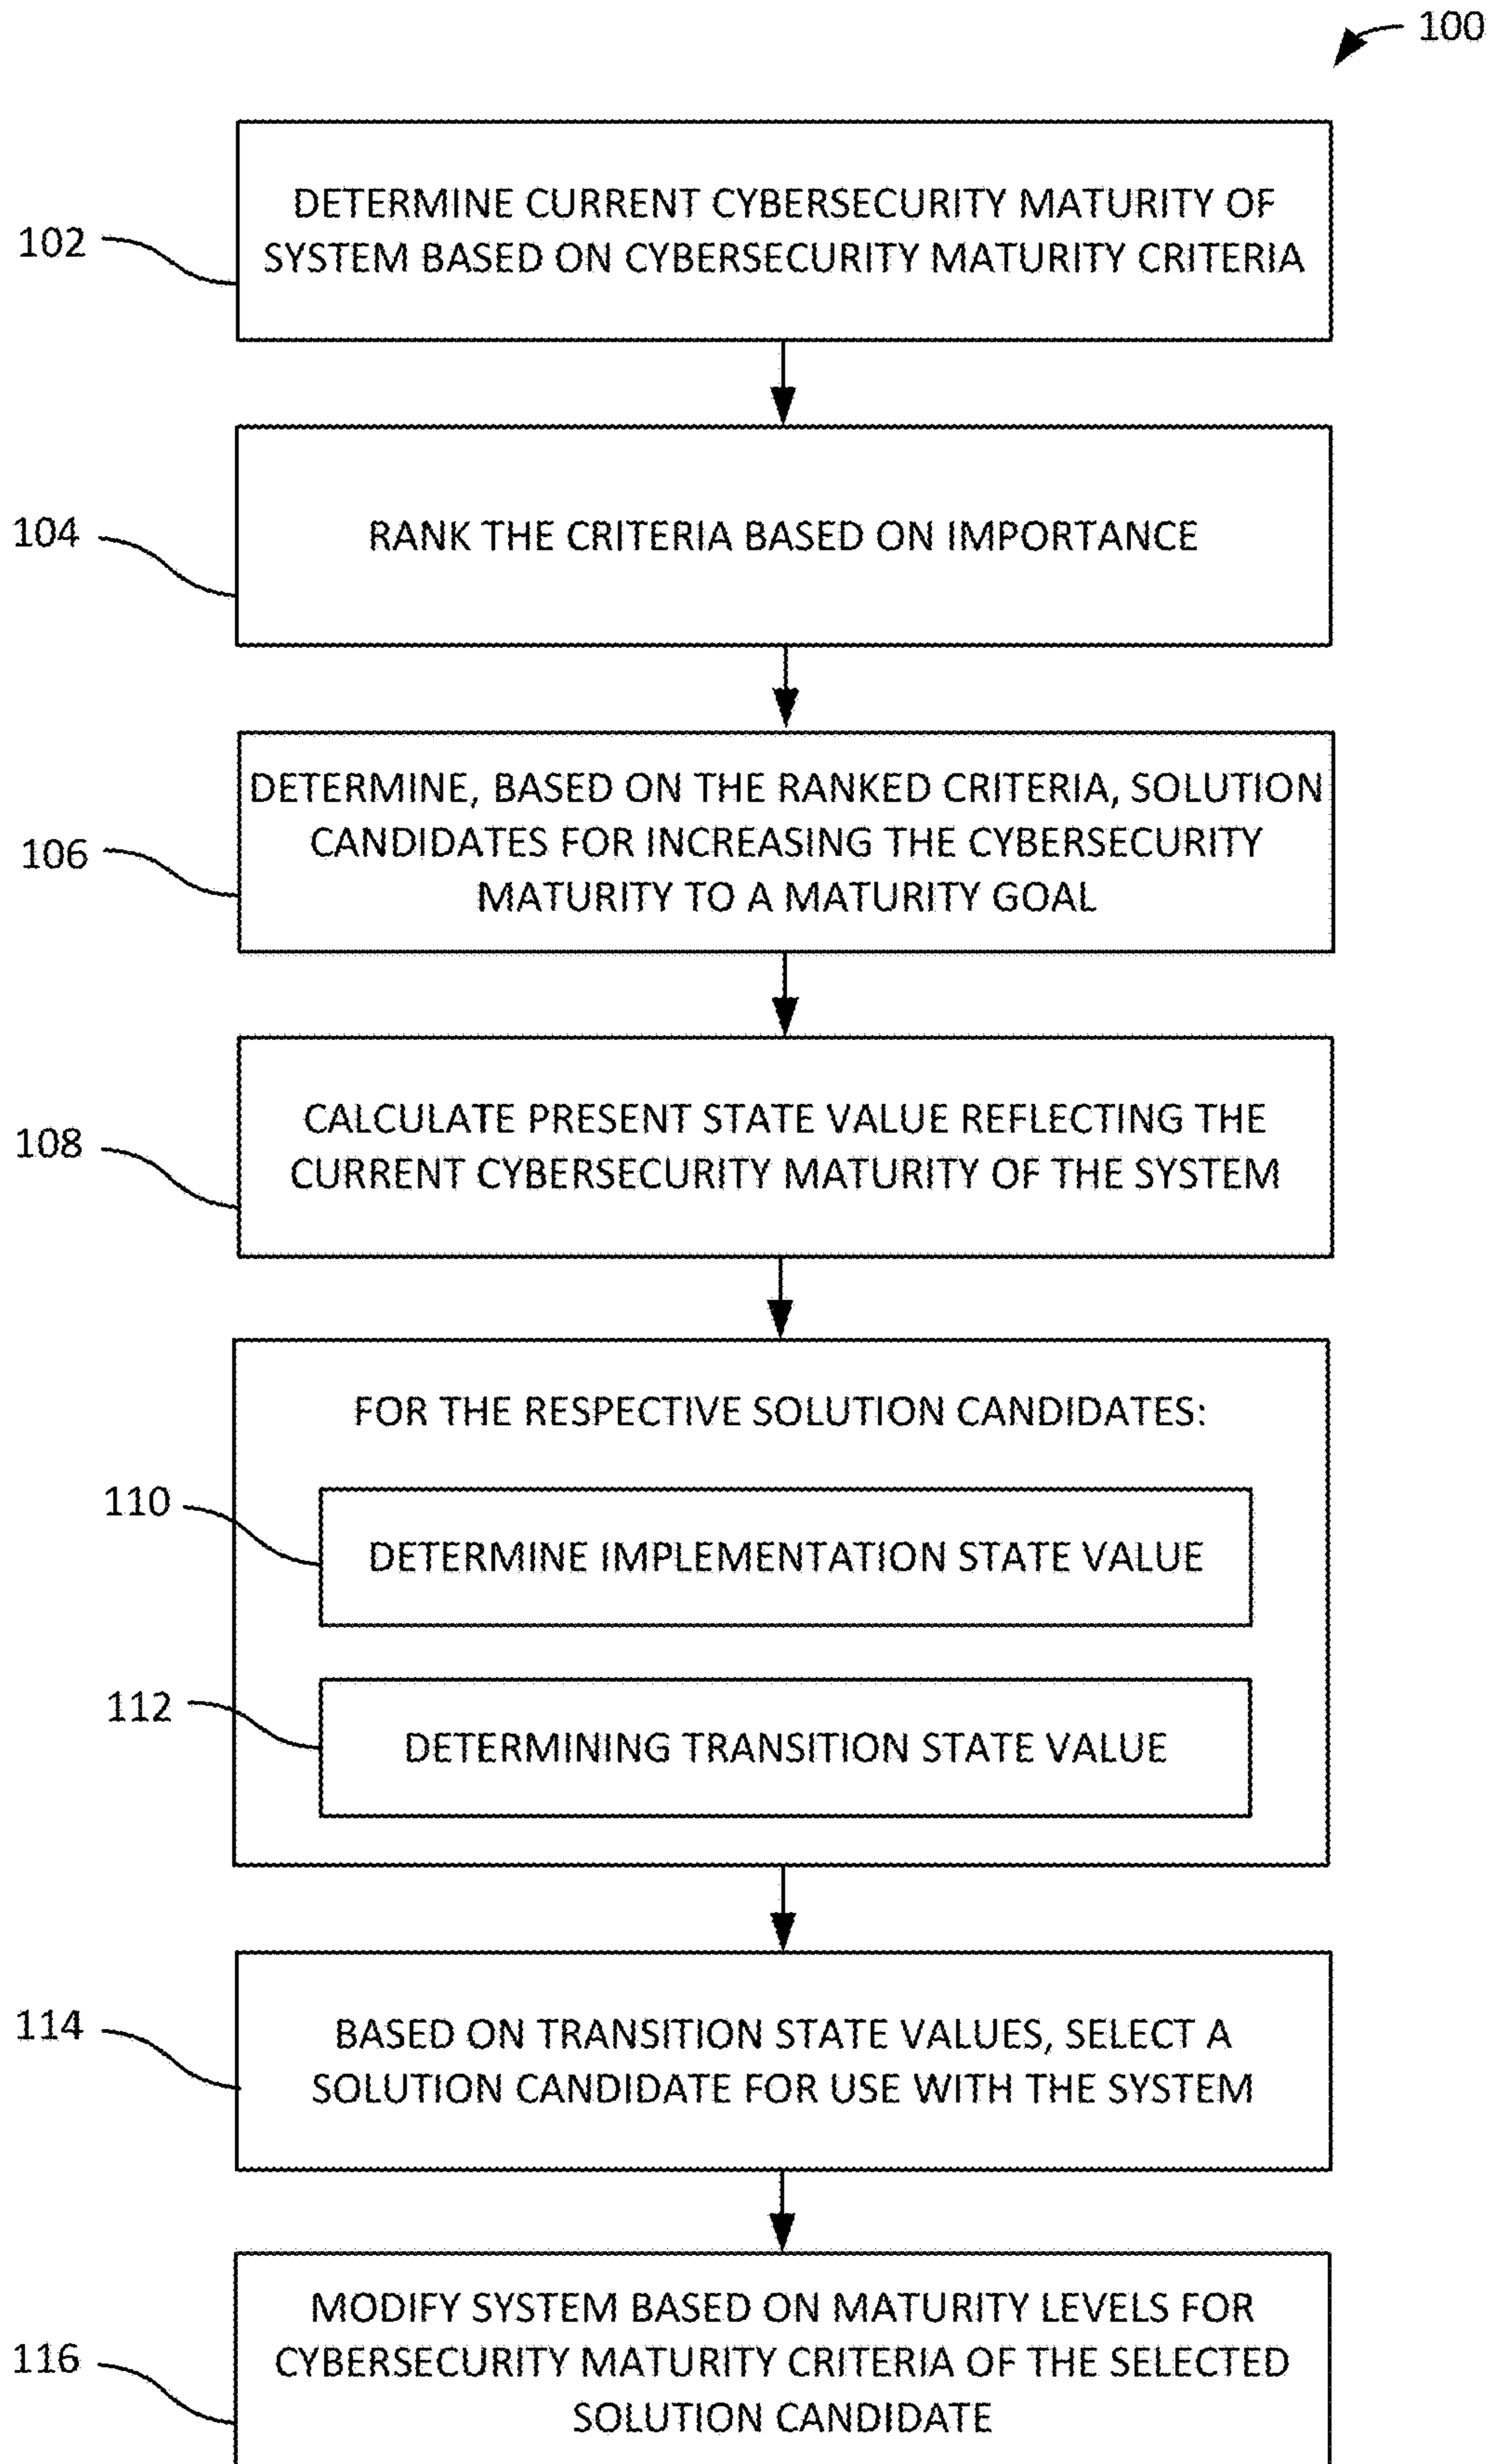 100
102
DETERMINE CURRENT CYBERSECURITY MATURITY OF
SYSTEM BASED ON CYBERSECURITY MATURITY CRITERIA
104
RANK THE CRITERIA BASED ON IMPORTANCE
106
DETERMINE, BASED ON THE RANKED CRITERIA, SOLUTION
CANDIDATES FOR INCREASING THE CYBERSECURITY
MATURITY TO A MATURITY GOAL
108
CALCULATE PRESENT STATE VALUE REFLECTING THE
CURRENT CYBERSECURITY MATURITY OF THE SYSTEM
FOR THE RESPECTIVE SOLUTION CANDIDATES:
110
DETERMINE IMPLEMENTATION STATE VALUE
112
DETERMINING TRANSITION STATE VALUE
114
BASED ON TRANSITION STATE VALUES, SELECT A
SOLUTION CANDIDATE FOR USE WITH THE SYSTEM
116
MODIFY SYSTEM BASED ON MATURITY LEVELS FOR
CYBERSECURITY MATURITY CRITERIA OF THE SELECTED
SOLUTION CANDIDATE